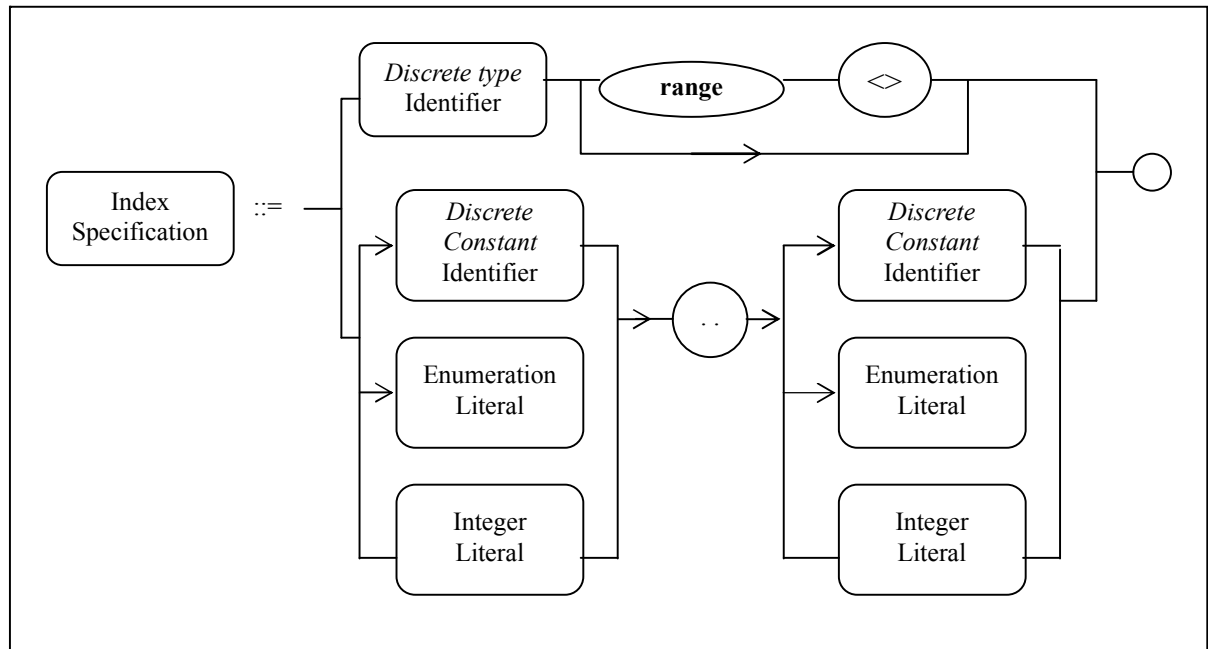 Discrete type
Identifier
range
<>
Index
Specification
::=
Discrete
Constant
Identifier
. .
Discrete
Constant
Identifier
Enumeration
Literal
Enumeration
Literal
Integer
Literal
Integer
Literal